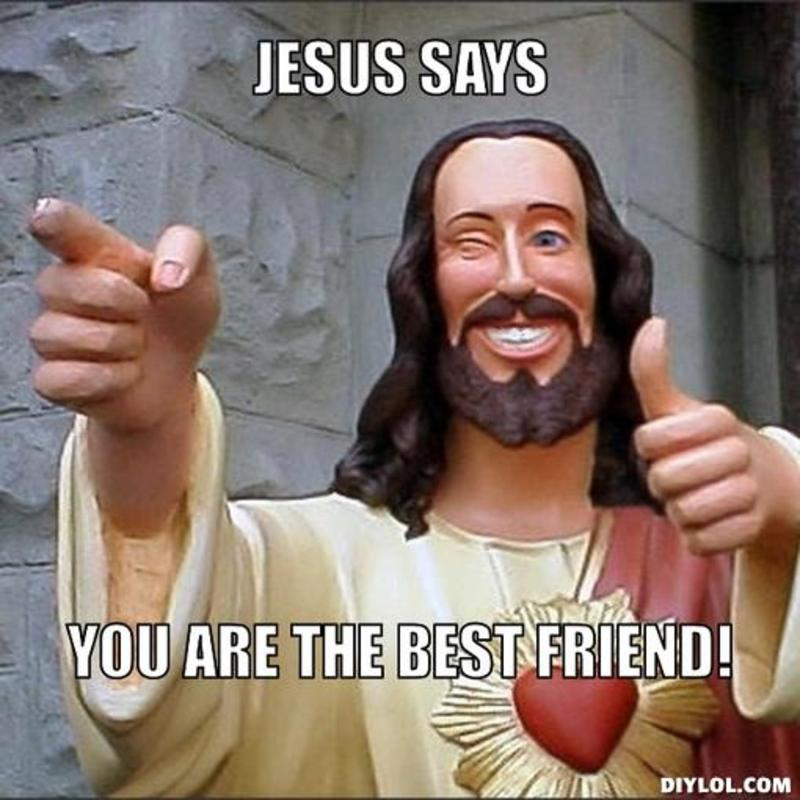 JESUS SAYS
YOU ARE THE BEST FRIEND!
DIYLOL.COM